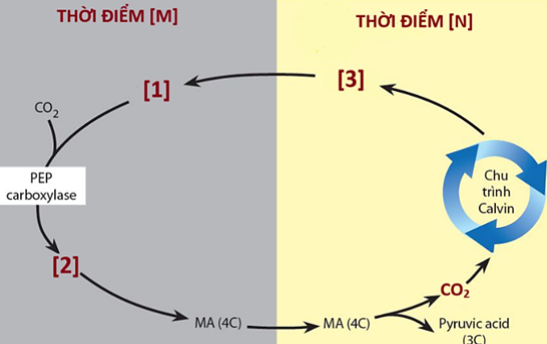 THỜI ĐIỂM [M]
THỜI ĐIỂM [N]
[1]
[3]
CO₂
PEP
carboxylase
Chu
trình
Calvin
[2]
CO₂
MA (4C)
MA (4C)
Pyruvic acid
(3C)